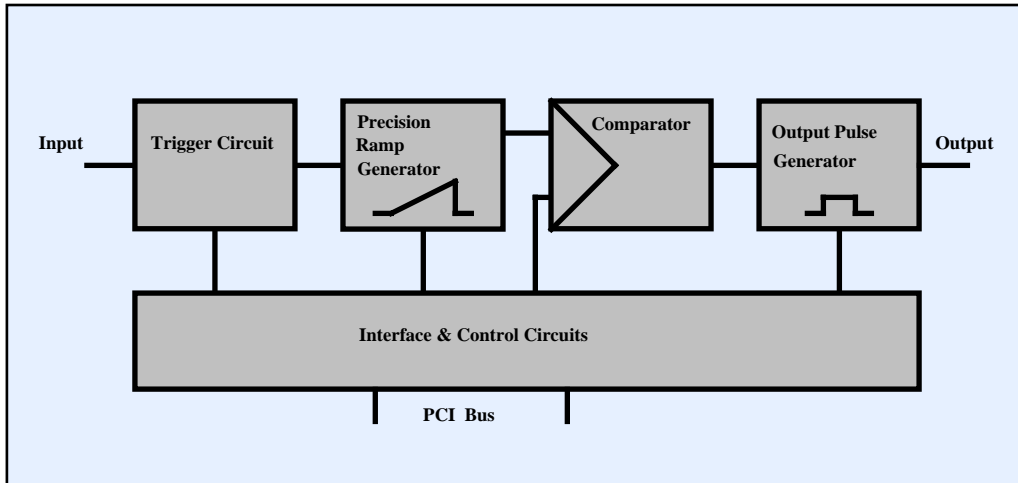 Input
Trigger Circuit
Precision
Ramp
Generator
Comparator
Output Pulse
Generator
Output
Interface & Control Circuits
PCI Bus